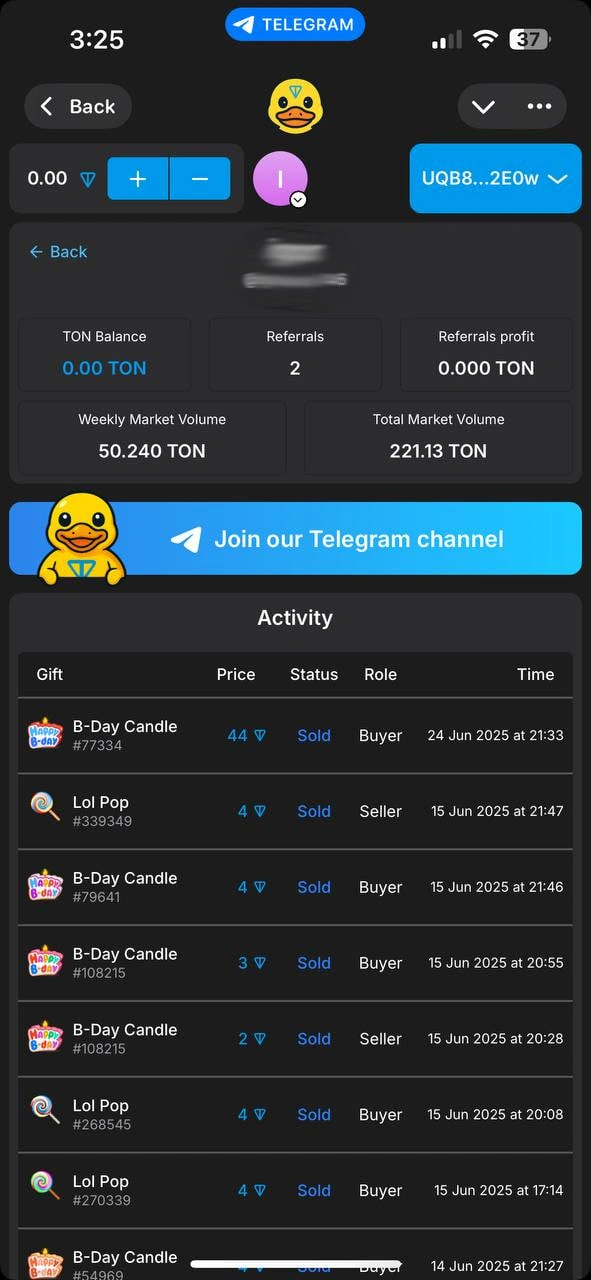 3:25
TELEGRAM
37
Back
0.00
+
−
I
UQB8...2E0w
← Back
TON Balance
0.00 TON
Referrals
2
Referrals profit
0.000 TON
Weekly Market Volume
50.240 TON
Total Market Volume
221.13 TON
Join our Telegram channel
Activity
Gift Price Status Role Time
B-Day Candle
#77334
44 Sold Buyer 24 Jun 2025 at 21:33
Lol Pop
#339349
4 Sold Seller 15 Jun 2025 at 21:47
B-Day Candle
#79641
4 Sold Buyer 15 Jun 2025 at 21:46
B-Day Candle
#108215
3 Sold Buyer 15 Jun 2025 at 20:55
B-Day Candle
#108215
2 Sold Seller 15 Jun 2025 at 20:28
Lol Pop
#268545
4 Sold Buyer 15 Jun 2025 at 20:08
Lol Pop
#270339
4 Sold Buyer 15 Jun 2025 at 17:14
B-Day Candle
#54969
4 Sold Buyer 14 Jun 2025 at 21:27